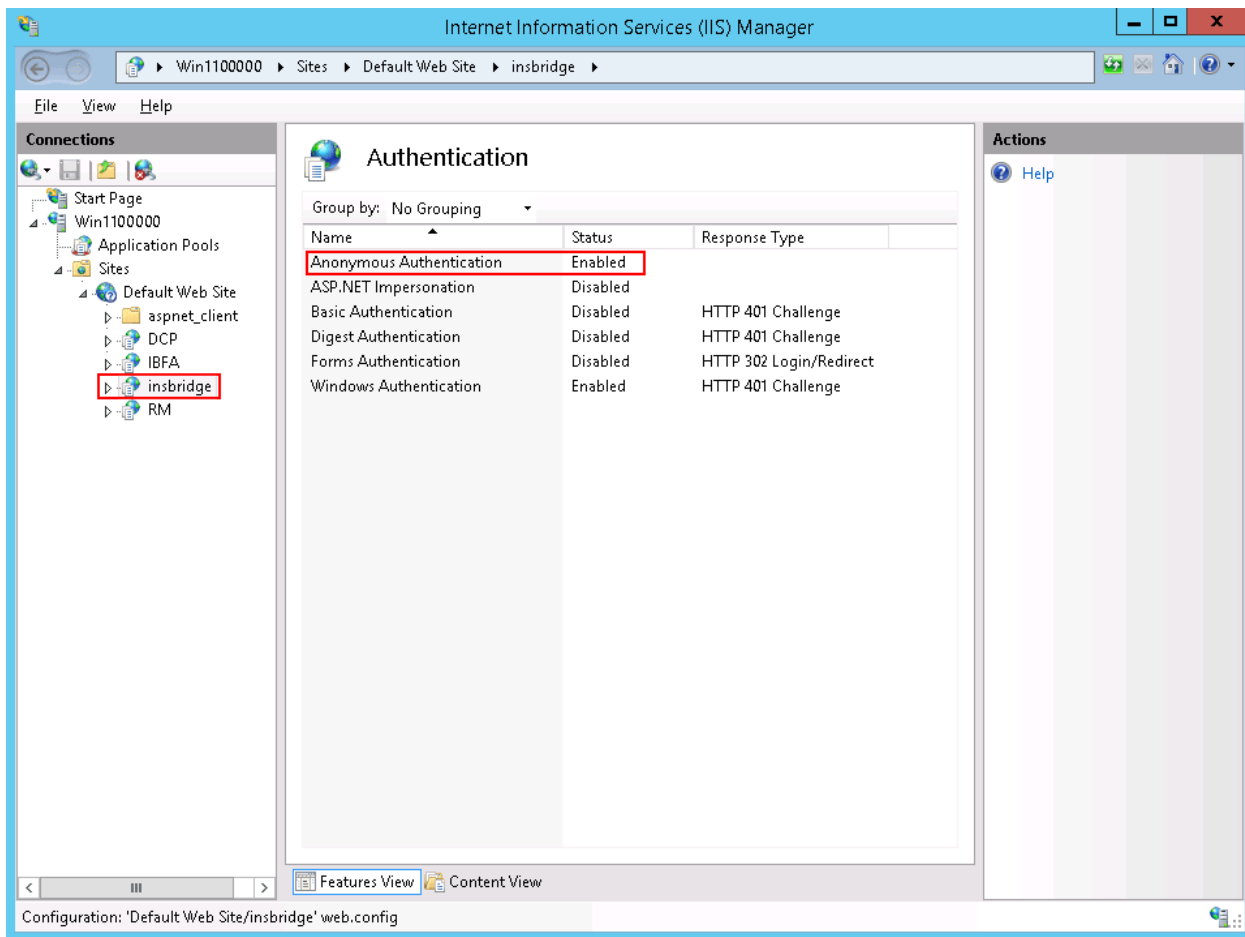 Internet Information Services (IIS) Manager
Win1100000 Sites Default Web Site insbridge
File View Help
Connections
Start Page
Win1100000
Application Pools
Sites
Default Web Site
aspnet_client
DCP
IBFA
insbridge
RM
Authentication
Group by: No Grouping
Name Status Response Type
Anonymous Authentication Enabled
ASP.NET Impersonation Disabled
Basic Authentication Disabled HTTP 401 Challenge
Digest Authentication Disabled HTTP 401 Challenge
Forms Authentication Disabled HTTP 302 Login/Redirect
Windows Authentication Enabled HTTP 401 Challenge
Actions
Help
Features View Content View
Configuration: 'Default Web Site/insbridge' web.config